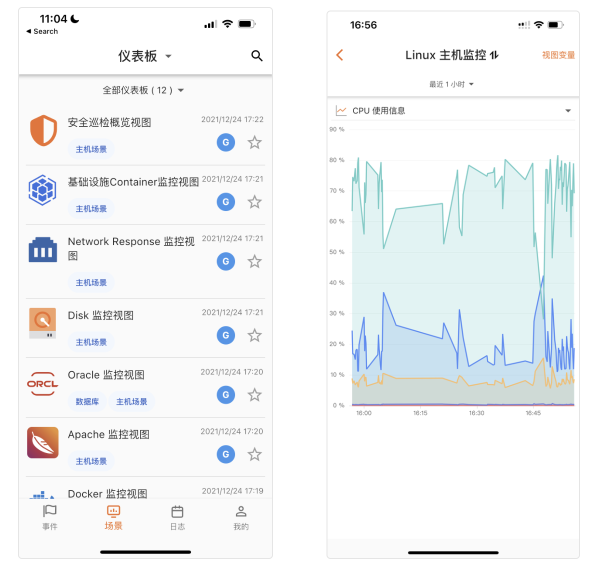 11:04
Search
仪表板
全部仪表板 ( 12 )
安全巡检概览视图
2021/12/24 17:22
主机场景
G
基础设施Container监控视图
2021/12/24 17:21
主机场景
G
Network Response 监控视
图
2021/12/24 17:21
主机场景
G
Disk 监控视图
2021/12/24 17:21
主机场景
G
ORCL
Oracle 监控视图
2021/12/24 17:20
数据库 主机场景
G
Apache 监控视图
2021/12/24 17:20
主机场景
G
Docker 监控视图
2021/12/24 17:19
事件 场景 日志 我的
16:56
Linux 主机监控
视图变量
最近 1 小时
CPU 使用信息
90 %
80 %
70 %
60 %
50 %
40 %
30 %
20 %
10 %
0 %
16:00 16:15 16:30 16:45